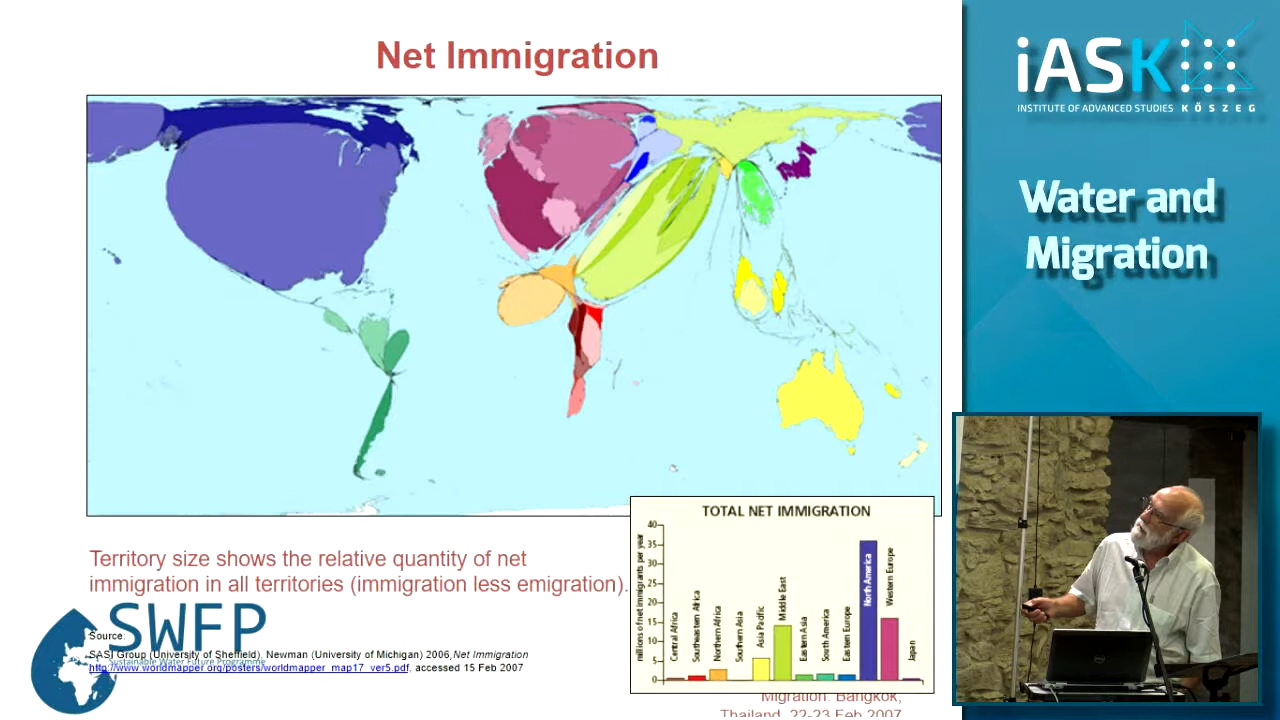 Net Immigration
iASK
INSTITUTE OF ADVANCED STUDIES KŐSZEG
Water and
Migration
Territory size shows the relative quantity of net
immigration in all territories (immigration less emigration).
TOTAL NET IMMIGRATION
millions of net immigrants per year
40
35
30
25
20
15
10
5
0
Central Africa
Southeastern Africa
Northern Africa
Southern Asia
Asia Pacific
Middle East
Eastern Asia
South America
Eastern Europe
North America
Western Europe
Japan
SWFP
Sustainable Water Future Programme
Source:
SASI Group (University of Sheffield), Newman (University of Michigan) 2006,Net Immigration
http://www.worldmapper.org/posters/worldmapper_map17_ver5.pdf, accessed 15 Feb 2007
Migration. Bangkok,
Thailand, 22-23 Feb 2007
DELL